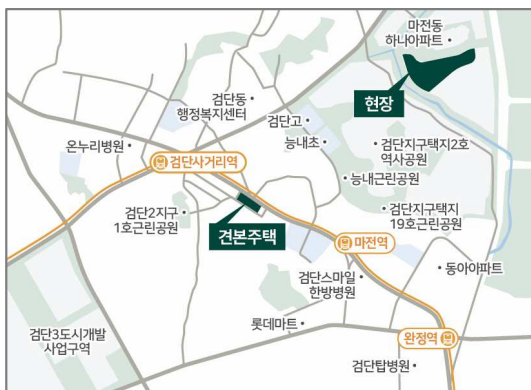 마전동
하나아파트
현장
검단동
행정복지센터
검단고
능내초
온누리병원
검단사거리역
검단지구택지2호
역사공원
능내근린공원
검단2지구
1호근린공원
견본주택
검단지구택지
19호근린공원
마전역
동아아파트
검단스마일
한방병원
롯데마트
완정역
검단3도시개발
사업구역
검단탑병원